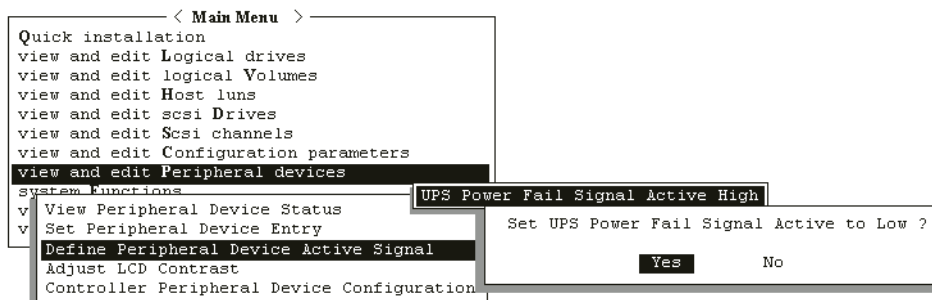 < Main Menu >
Quick installation
view and edit Logical drives
view and edit logical Volumes
view and edit Host luns
view and edit scsi Drives
view and edit Scsi channels
view and edit Configuration parameters
view and edit Peripheral devices
system Functions
v
v
View Peripheral Device Status
Set Peripheral Device Entry
Define Peripheral Device Active Signal
Adjust LCD Contrast
Controller Peripheral Device Configuration
UPS Power Fail Signal Active High
Set UPS Power Fail Signal Active to Low ?
Yes No